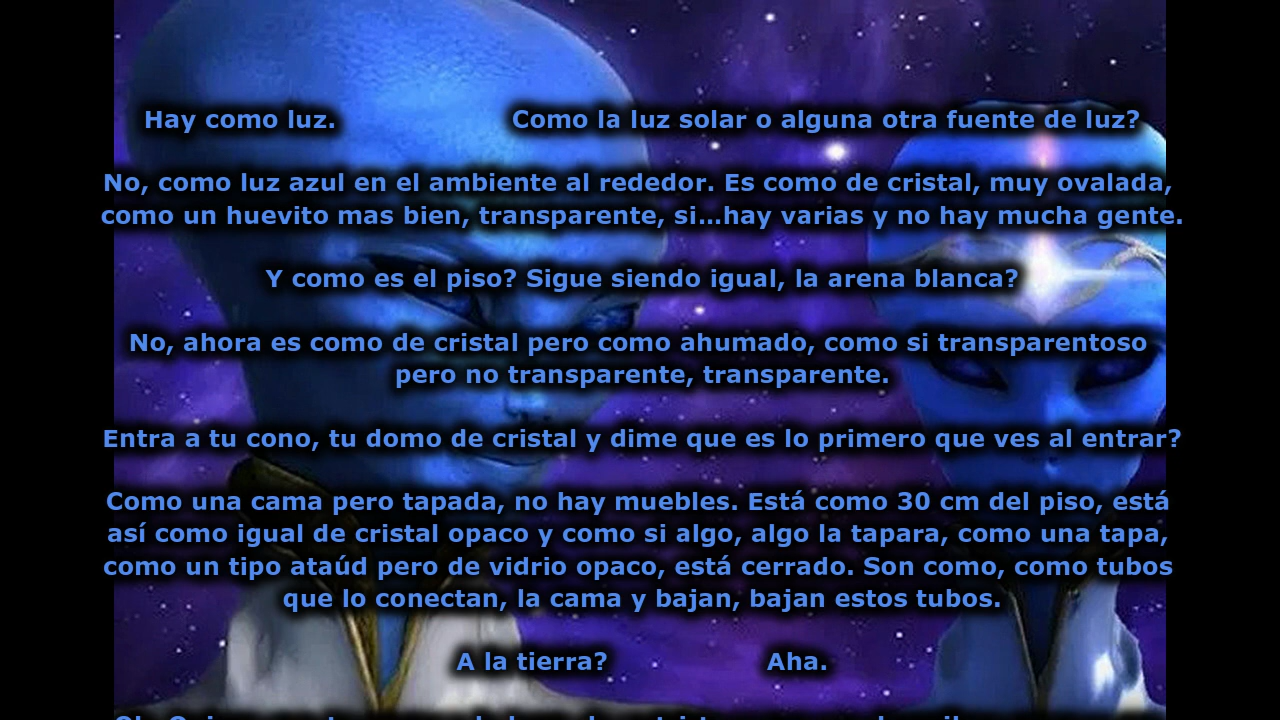 Hay como luz. Como la luz solar o alguna otra fuente de luz?
No, como luz azul en el ambiente al rededor. Es como de cristal, muy ovalada,
como un huevito mas bien, transparente, si...hay varias y no hay mucha gente.
Y como es el piso? Sigue siendo igual, la arena blanca?
No, ahora es como de cristal pero como ahumado, como si transparentoso
pero no transparente, transparente.
Entra a tu cono, tu domo de cristal y dime que es lo primero que ves al entrar?
Como una cama pero tapada, no hay muebles. Está como 30 cm del piso, está
así como igual de cristal opaco y como si algo, algo la tapara, como una tapa,
como un tipo ataúd pero de vidrio opaco, está cerrado. Son como, como tubos
que lo conectan, la cama y bajan, bajan estos tubos.
A la tierra? Aha.